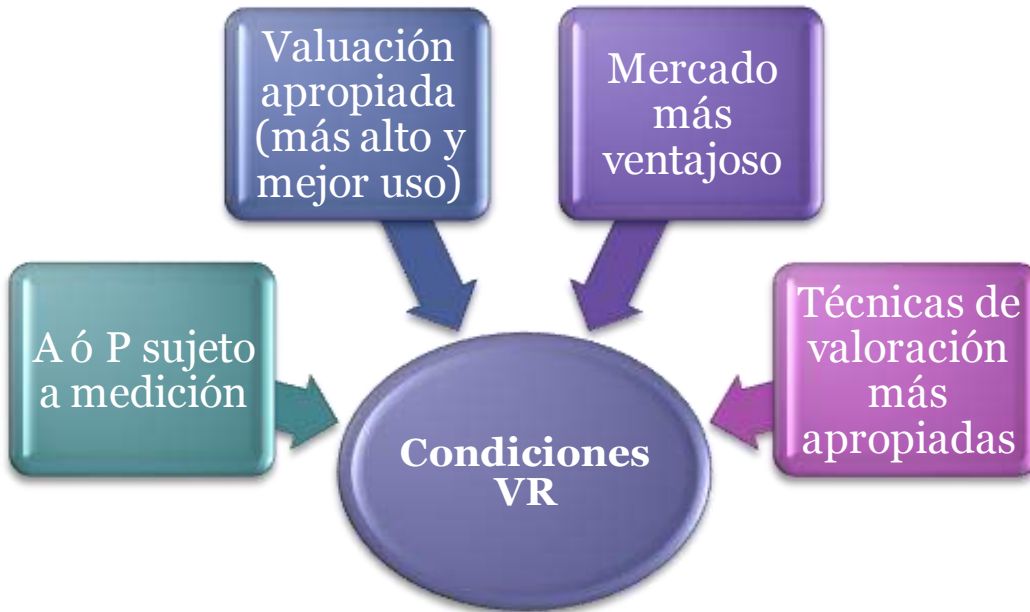 A ó P sujeto
a medición
Valuación
apropiada
(más alto y
mejor uso)
Mercado
más
ventajoso
Técnicas de
valoración
más
apropiadas
Condiciones
VR